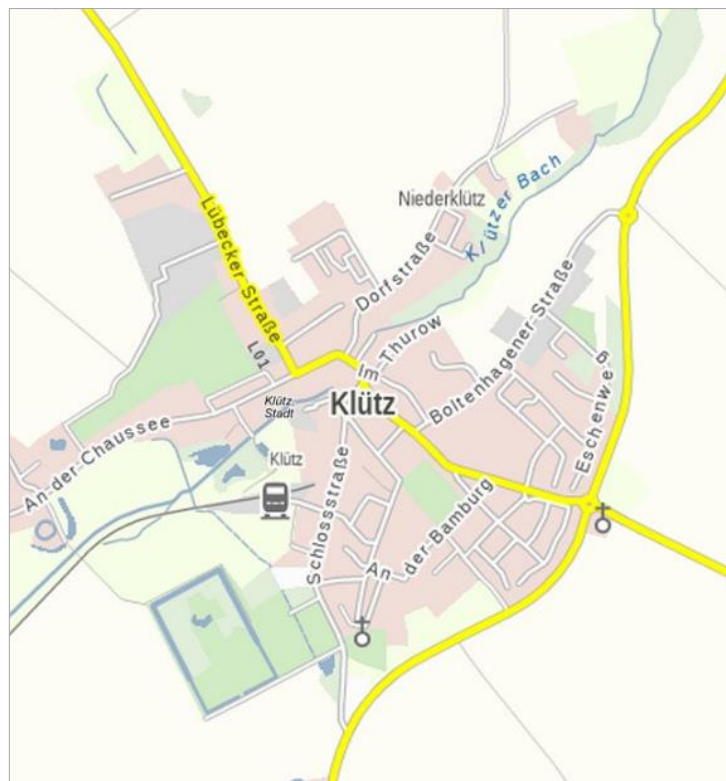 Niederklütz
Klützer Bach
Lübecker Straße
Dorfstraße
Im Thurow
Boltenhagener-Straße
L01
Klütz.
Stadt
Klütz
Eschenweg
An-der-Chaussee
Klütz
Schlossstraße
An-der-Bamburg